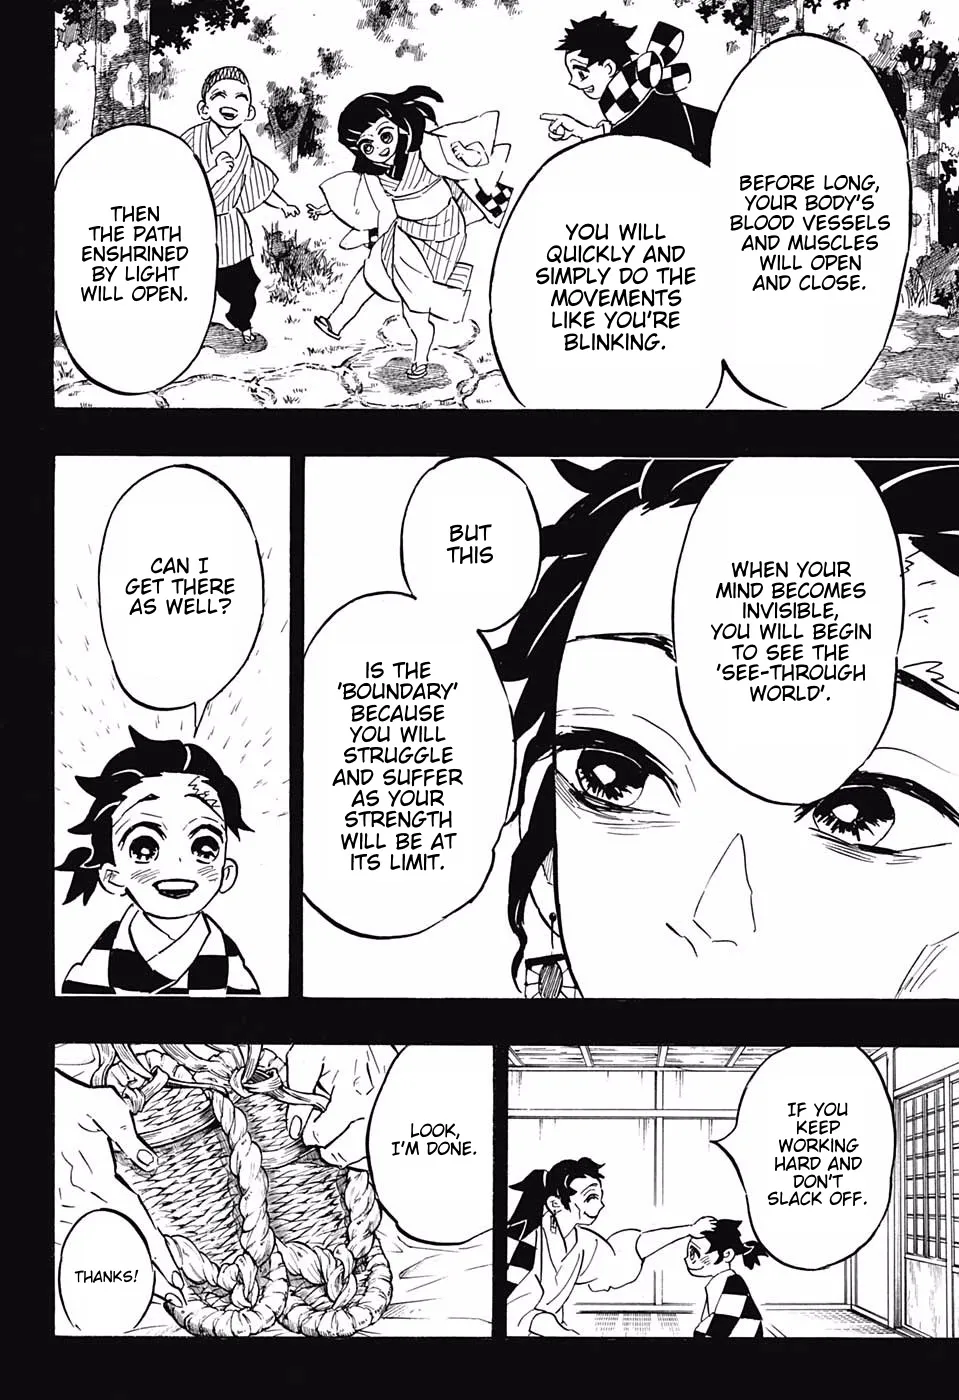 BEFORE LONG,
YOUR BODY'S
BLOOD VESSELS
AND MUSCLES
WILL OPEN
AND CLOSE.
YOU WILL
QUICKLY AND
SIMPLY DO THE
MOVEMENTS
LIKE YOU'RE
BLINKING.
THEN
THE PATH
ENSHRINED
BY LIGHT
WILL OPEN.
WHEN YOUR
MIND BECOMES
INVISIBLE,
YOU WILL BEGIN
TO SEE THE
'SEE-THROUGH
WORLD'.
BUT
THIS
IS THE
'BOUNDARY'
BECAUSE
YOU WILL
STRUGGLE
AND SUFFER
AS YOUR
STRENGTH
WILL BE AT
ITS LIMIT.
CAN I
GET THERE
AS WELL?
IF YOU
KEEP
WORKING
HARD AND
DON'T
SLACK OFF.
LOOK,
I'M DONE.
THANKS!